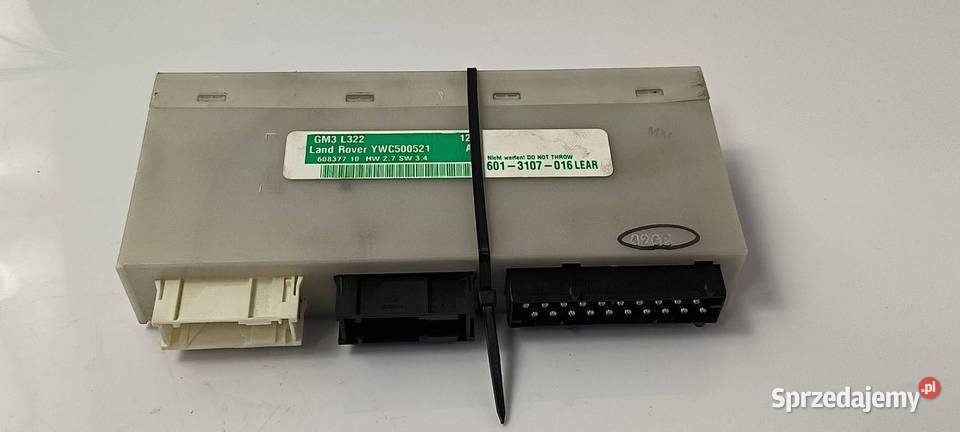 GM3 L322 12
Land Rover YWC500521 A
608377 10 HW 2.7 SW 3.4
Nicht werfen! DO NOT THROW
601-3107-016 LEAR
Sprzedajemy.pl